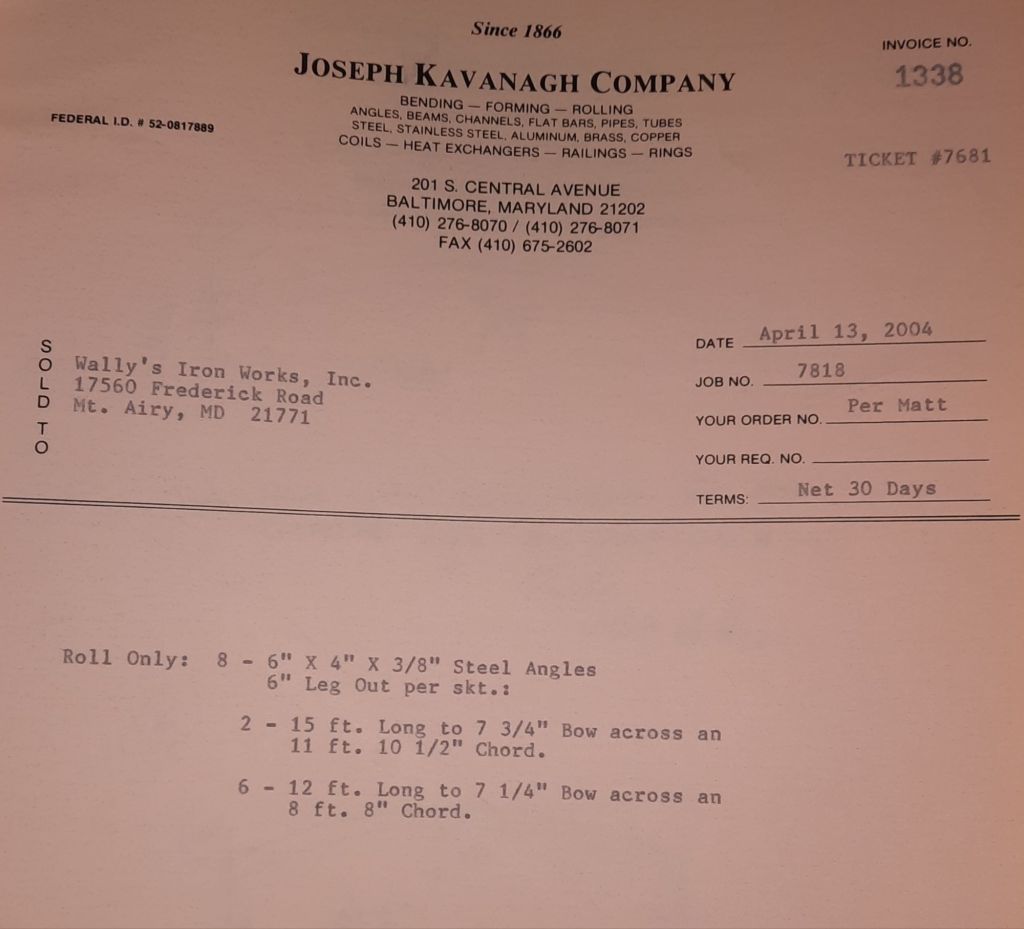 Since 1866
JOSEPH KAVANAGH COMPANY
BENDING — FORMING — ROLLING
ANGLES, BEAMS, CHANNELS, FLAT BARS, PIPES, TUBES
STEEL, STAINLESS STEEL, ALUMINUM, BRASS, COPPER
COILS — HEAT EXCHANGERS — RAILINGS — RINGS
INVOICE NO.
1338
FEDERAL I.D. # 52-0817889
TICKET #7681
201 S. CENTRAL AVENUE
BALTIMORE, MARYLAND 21202
(410) 276-8070 / (410) 276-8071
FAX (410) 675-2602
SOLD TO
Wally's Iron Works, Inc.
17560 Frederick Road
Mt. Airy, MD 21771
DATE April 13, 2004
JOB NO. 7818
YOUR ORDER NO. Per Matt
YOUR REQ. NO.
TERMS: Net 30 Days
Roll Only: 8 - 6" X 4" X 3/8" Steel Angles
6" Leg Out per skt.:
2 - 15 ft. Long to 7 3/4" Bow across an
11 ft. 10 1/2" Chord.
6 - 12 ft. Long to 7 1/4" Bow across an
8 ft. 8" Chord.